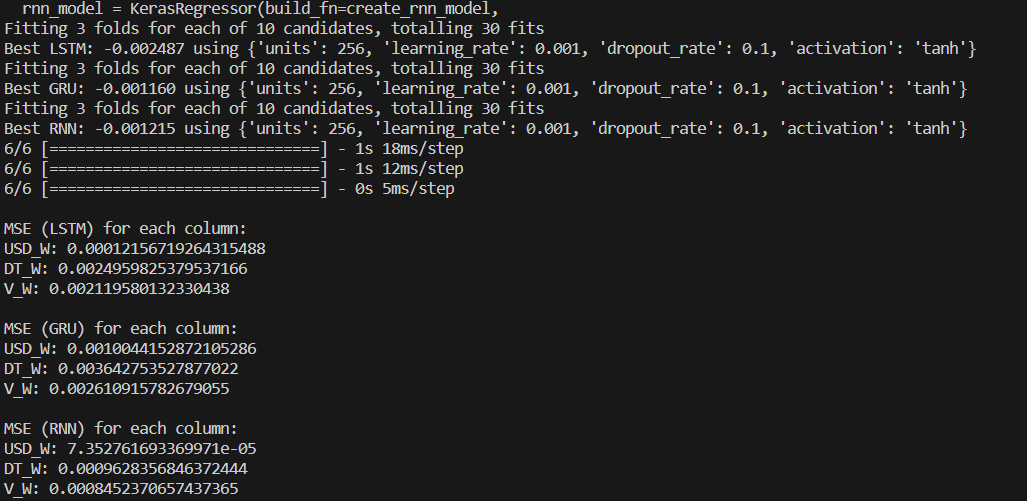 rnn_model = KerasRegressor(build_fn=create_rnn_model,
Fitting 3 folds for each of 10 candidates, totalling 30 fits
Best LSTM: -0.002487 using {'units': 256, 'learning_rate': 0.001, 'dropout_rate': 0.1, 'activation': 'tanh'}
Fitting 3 folds for each of 10 candidates, totalling 30 fits
Best GRU: -0.001160 using {'units': 256, 'learning_rate': 0.001, 'dropout_rate': 0.1, 'activation': 'tanh'}
Fitting 3 folds for each of 10 candidates, totalling 30 fits
Best RNN: -0.001215 using {'units': 256, 'learning_rate': 0.001, 'dropout_rate': 0.1, 'activation': 'tanh'}
6/6 [==============================] - 1s 18ms/step
6/6 [==============================] - 1s 12ms/step
6/6 [==============================] - 0s 5ms/step
MSE (LSTM) for each column:
USD_W: 0.00012156719264315488
DT_W: 0.0024959825379537166
V_W: 0.002119580132330438
MSE (GRU) for each column:
USD_W: 0.0010044152872105286
DT_W: 0.003642753527877022
V_W: 0.002610915782679055
MSE (RNN) for each column:
USD_W: 7.352761693369971e-05
DT_W: 0.0009628356846372444
V_W: 0.0008452370657437365